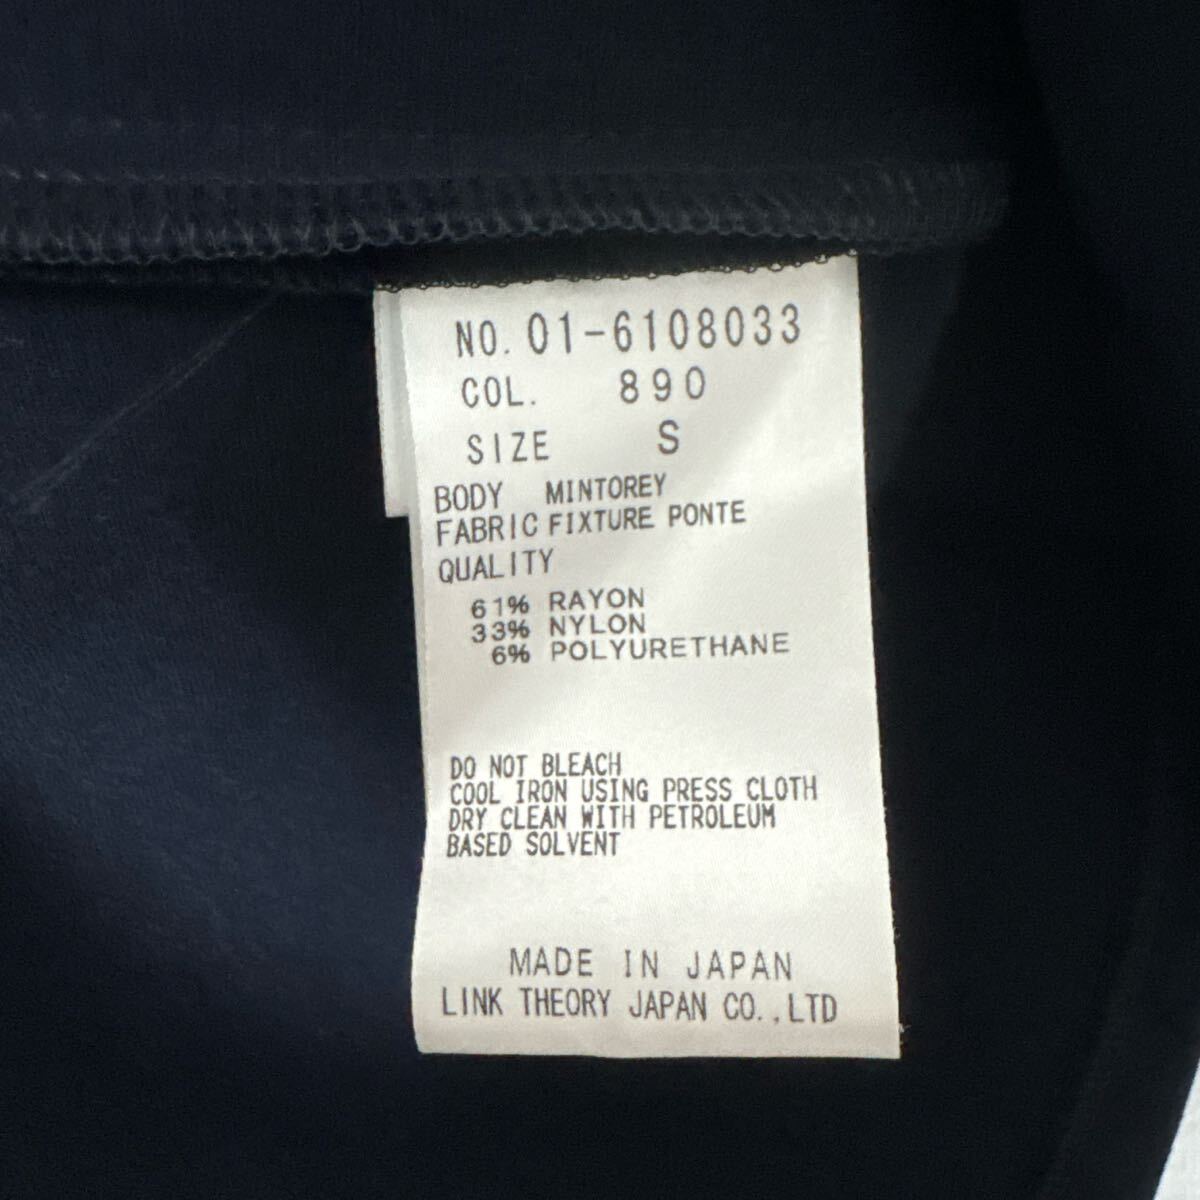 NO. 01-6108033
COL. 890
SIZE S
BODY MINTOREY
FABRIC FIXTURE PONTE
QUALITY
61% RAYON
33% NYLON
6% POLYURETHANE
DO NOT BLEACH
COOL IRON USING PRESS CLOTH
DRY CLEAN WITH PETROLEUM
BASED SOLVENT
MADE IN JAPAN
LINK THEORY JAPAN CO.,LTD